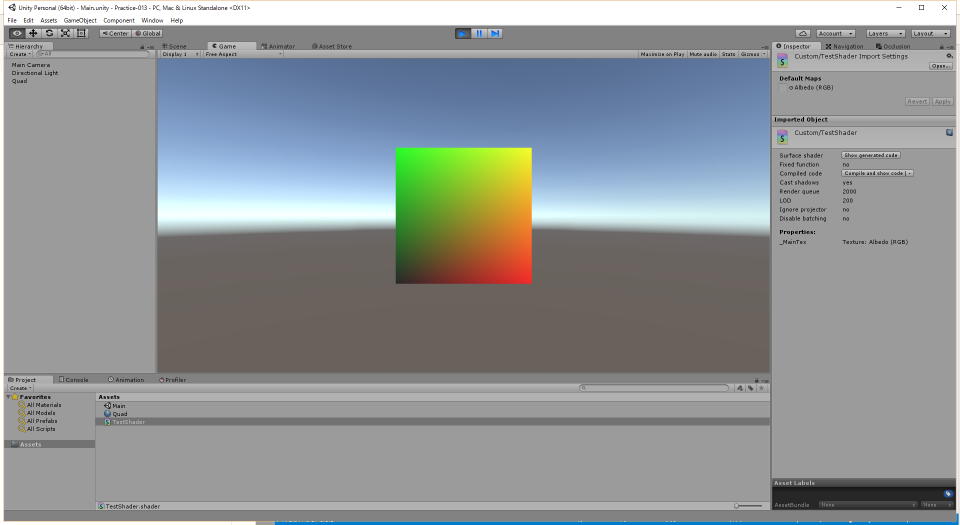 Unity Personal (64bit) - Main.unity - Practice-013 - PC, Mac & Linux Standalone <DX11>
File Edit Assets GameObject Component Window Help
Center Global Account Layers Layout
Hierarchy Scene Game Animator Asset Store Inspector Navigation Occlusion
Create All Display 1 Free Aspect Maximize on Play Mute audio Stats Gizmos
Main Camera
Directional Light
Quad
Custom/TestShader Import Settings
Open...
Default Maps
Albedo (RGB)
Revert Apply
Imported Object
Custom/TestShader
Surface shader Show generated code
Fixed function no
Compiled code Compile and show code
Cast shadows yes
Render queue 2000
LOD 200
Ignore projector no
Disable batching no
Properties:
_MainTex Texture: Albedo (RGB)
Project Console Animation Profiler
Create
Favorites
All Materials
All Models
All Prefabs
All Scripts
Assets
Assets
Main
Quad
TestShader
TestShader.shader
Asset Labels
AssetBundle None None